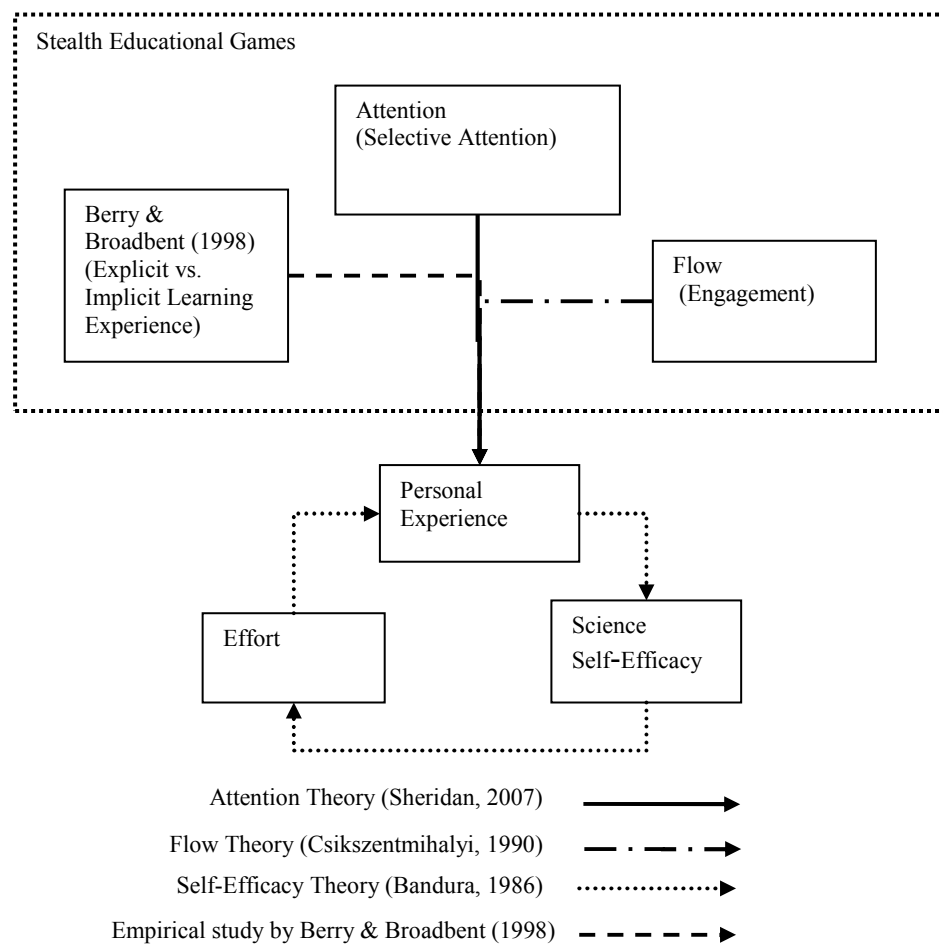 Stealth Educational Games
Attention
(Selective Attention)
Berry &
Broadbent (1998)
(Explicit vs.
Implicit Learning
Experience)
Flow
(Engagement)
Personal
Experience
Effort
Science
Self-Efficacy
Attention Theory (Sheridan, 2007)
Flow Theory (Csikszentmihalyi, 1990)
Self-Efficacy Theory (Bandura, 1986)
Empirical study by Berry & Broadbent (1998)